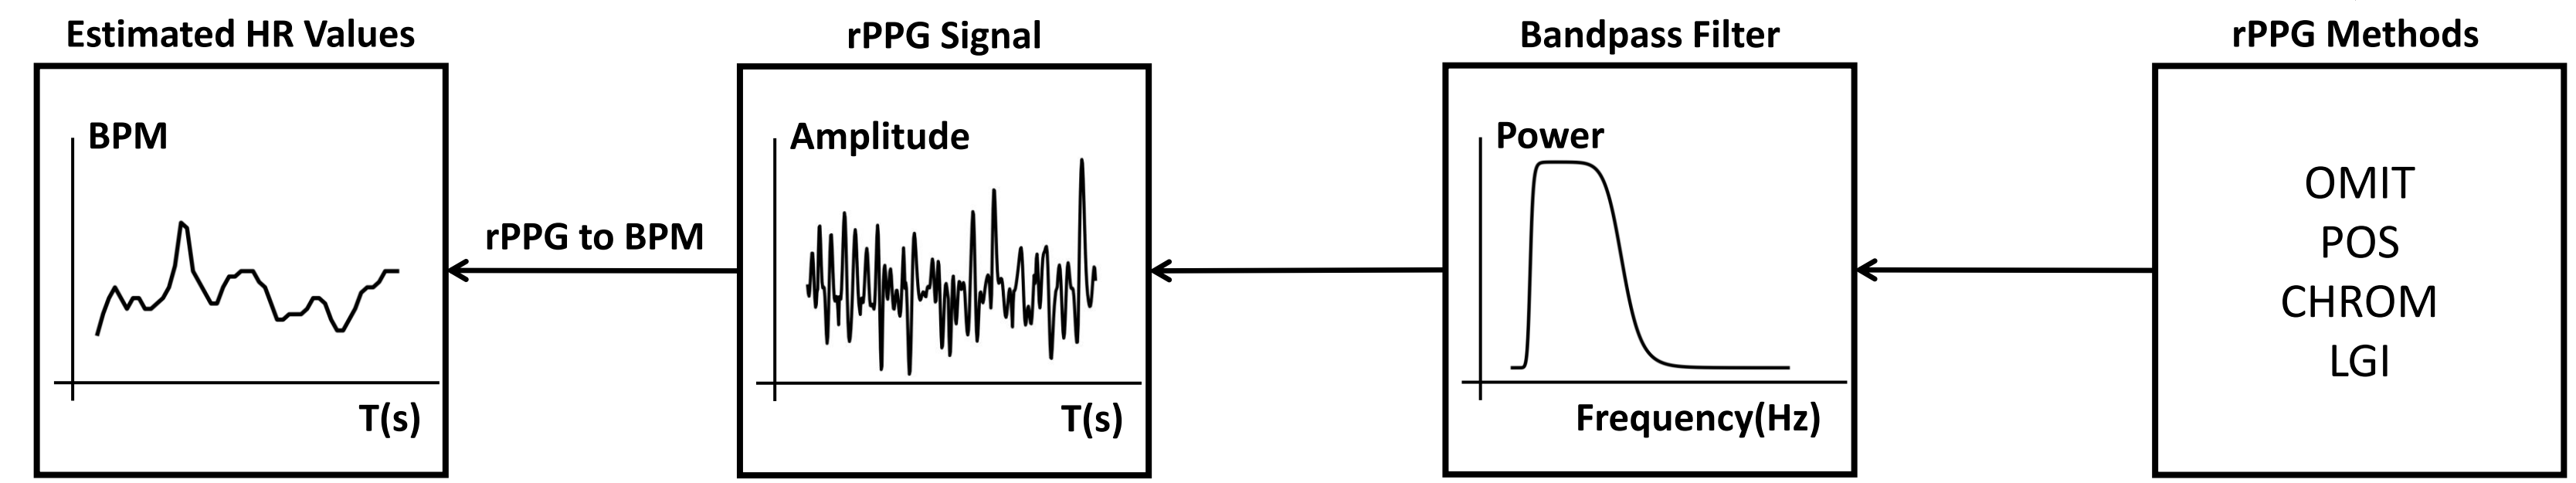 Estimated HR Values
BPM
T(s)
rPPG to BPM
rPPG Signal
Amplitude
T(s)
Bandpass Filter
Power
Frequency(Hz)
rPPG Methods
OMIT
POS
CHROM
LGI